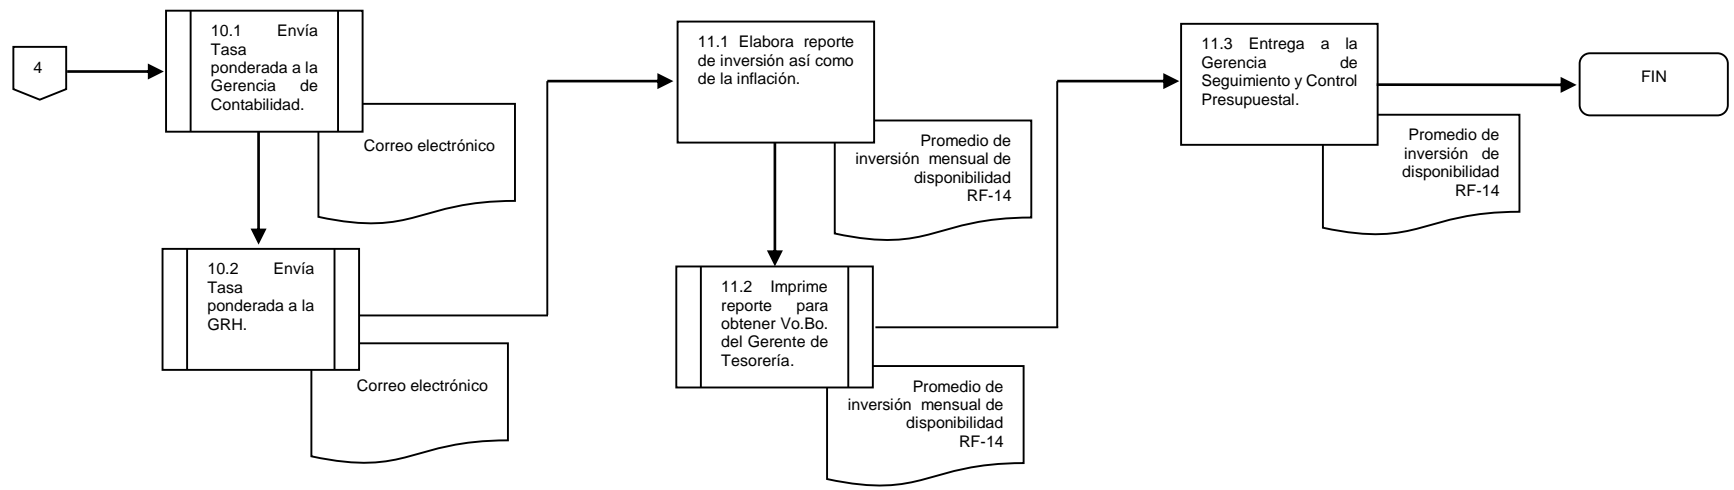 4
10.1 Envía
Tasa
ponderada a la
Gerencia de
Contabilidad.
Correo electrónico
10.2 Envía
Tasa
ponderada a la
GRH.
Correo electrónico
11.1 Elabora reporte
de inversión así como
de la inflación.
Promedio de
inversión mensual de
disponibilidad
RF-14
11.2 Imprime
reporte para
obtener Vo.Bo.
del Gerente de
Tesorería.
Promedio de
inversión mensual de
disponibilidad
RF-14
11.3 Entrega a la
Gerencia de
Seguimiento y Control
Presupuestal.
Promedio de
inversión de
disponibilidad
RF-14
FIN